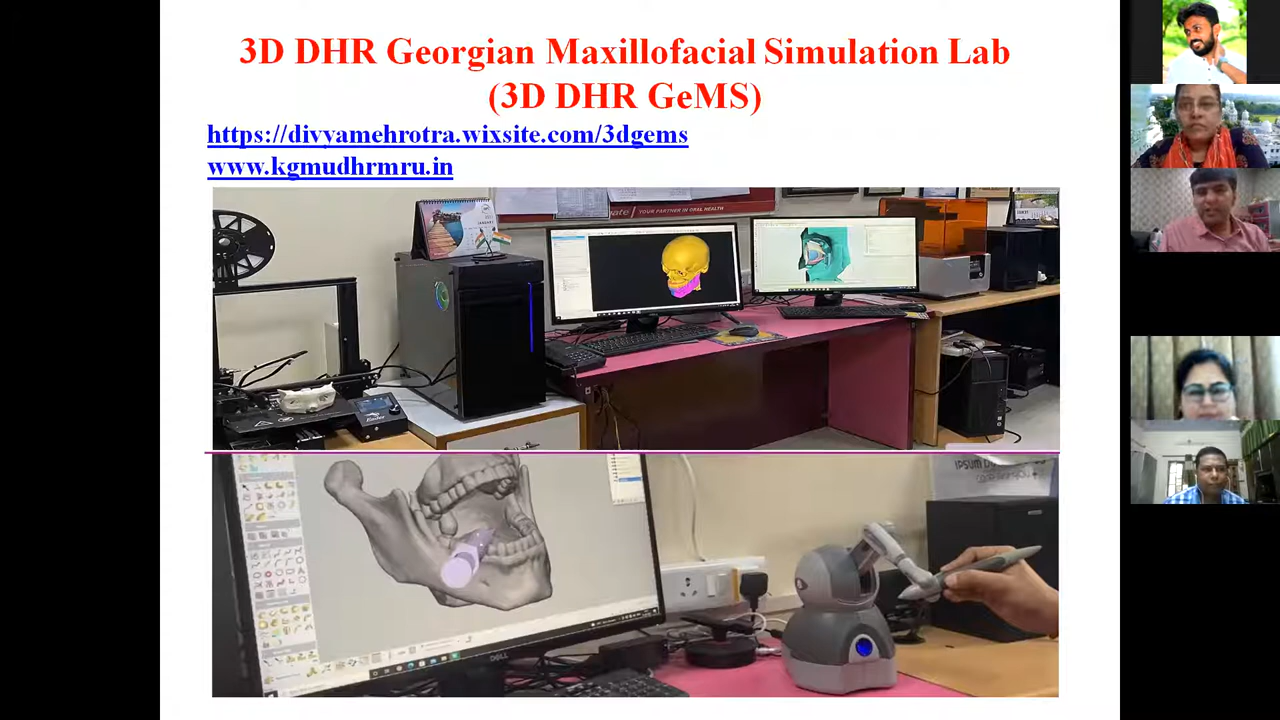 3D DHR Georgian Maxillofacial Simulation Lab
(3D DHR GeMS)
https://divyamehrotra.wixsite.com/3dgems
www.kgmudhrmru.in
YOUR PARTNER IN ORAL HEALTH
DELL